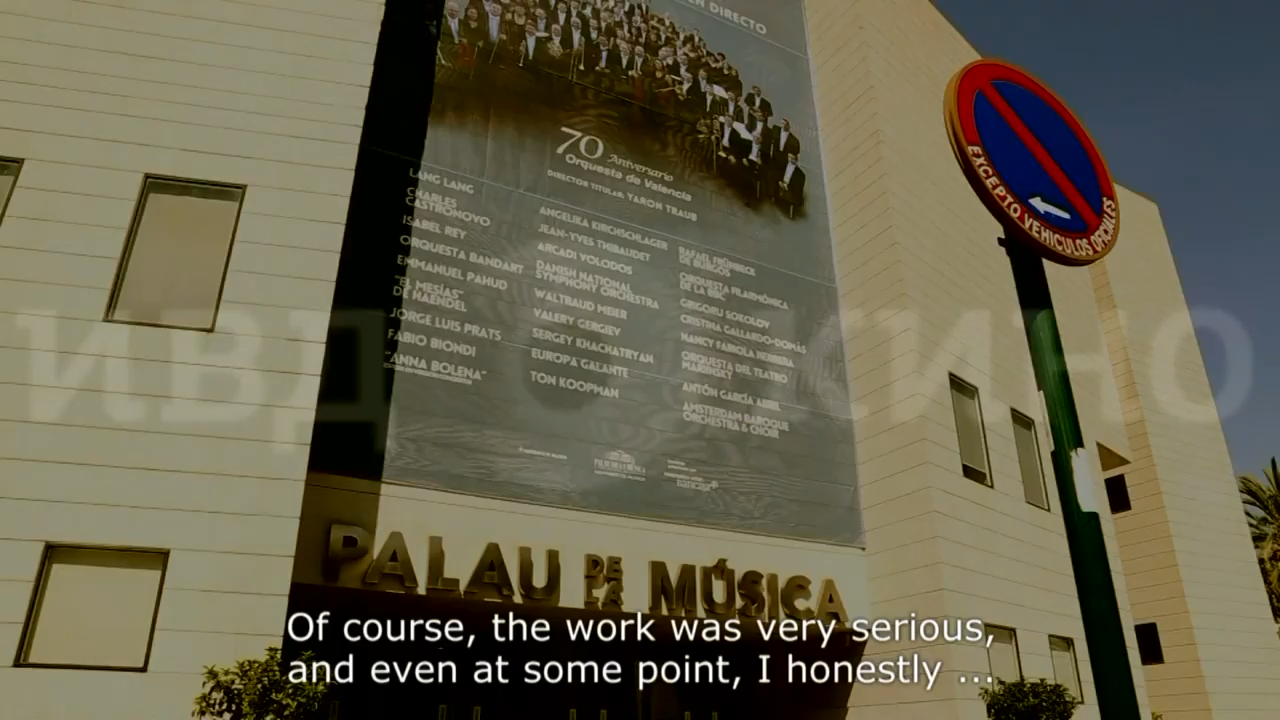 EN DIRECTO
70 Aniversario
Orquesta de Valencia
DIRECTOR TITULAR: YARON TRAUB
LANG LANG
CHARLES
CASTRONOVO
ISABEL REY
ORQUESTA BANDART
EMMANUEL PAHUD
"EL MESÍAS"
DE HAENDEL
JORGE LUIS PRATS
FABIO BIONDI
"ANNA BOLENA"
ANGELIKA KIRCHSCHLAGER
JEAN-YVES THIBAUDET
ARCADI VOLODOS
DANISH NATIONAL
SYMPHONY ORCHESTRA
WALTRAUD MEIER
VALERY GERGIEV
SERGEY KHACHATRYAN
EUROPA GALANTE
TON KOOPMAN
RAFAEL FRÜHBECK
DE BURGOS
ORQUESTA FILARMÓNICA
DE LA BBC
GRIGORU SOKOLOV
CRISTINA GALLARDO-DOMÂS
NANCY FABIOLA HERRERA
ORQUESTA DEL TEATRO
MARIINSKY
ANTÓN GARCÍA ABRIL
AMSTERDAM BAROQUE
ORCHESTRA & CHOIR
bancaja
EXCEPTO VEHICULOS OFICIALES
PALAU DE LA MÚSICA
Of course, the work was very serious,
and even at some point, I honestly ...